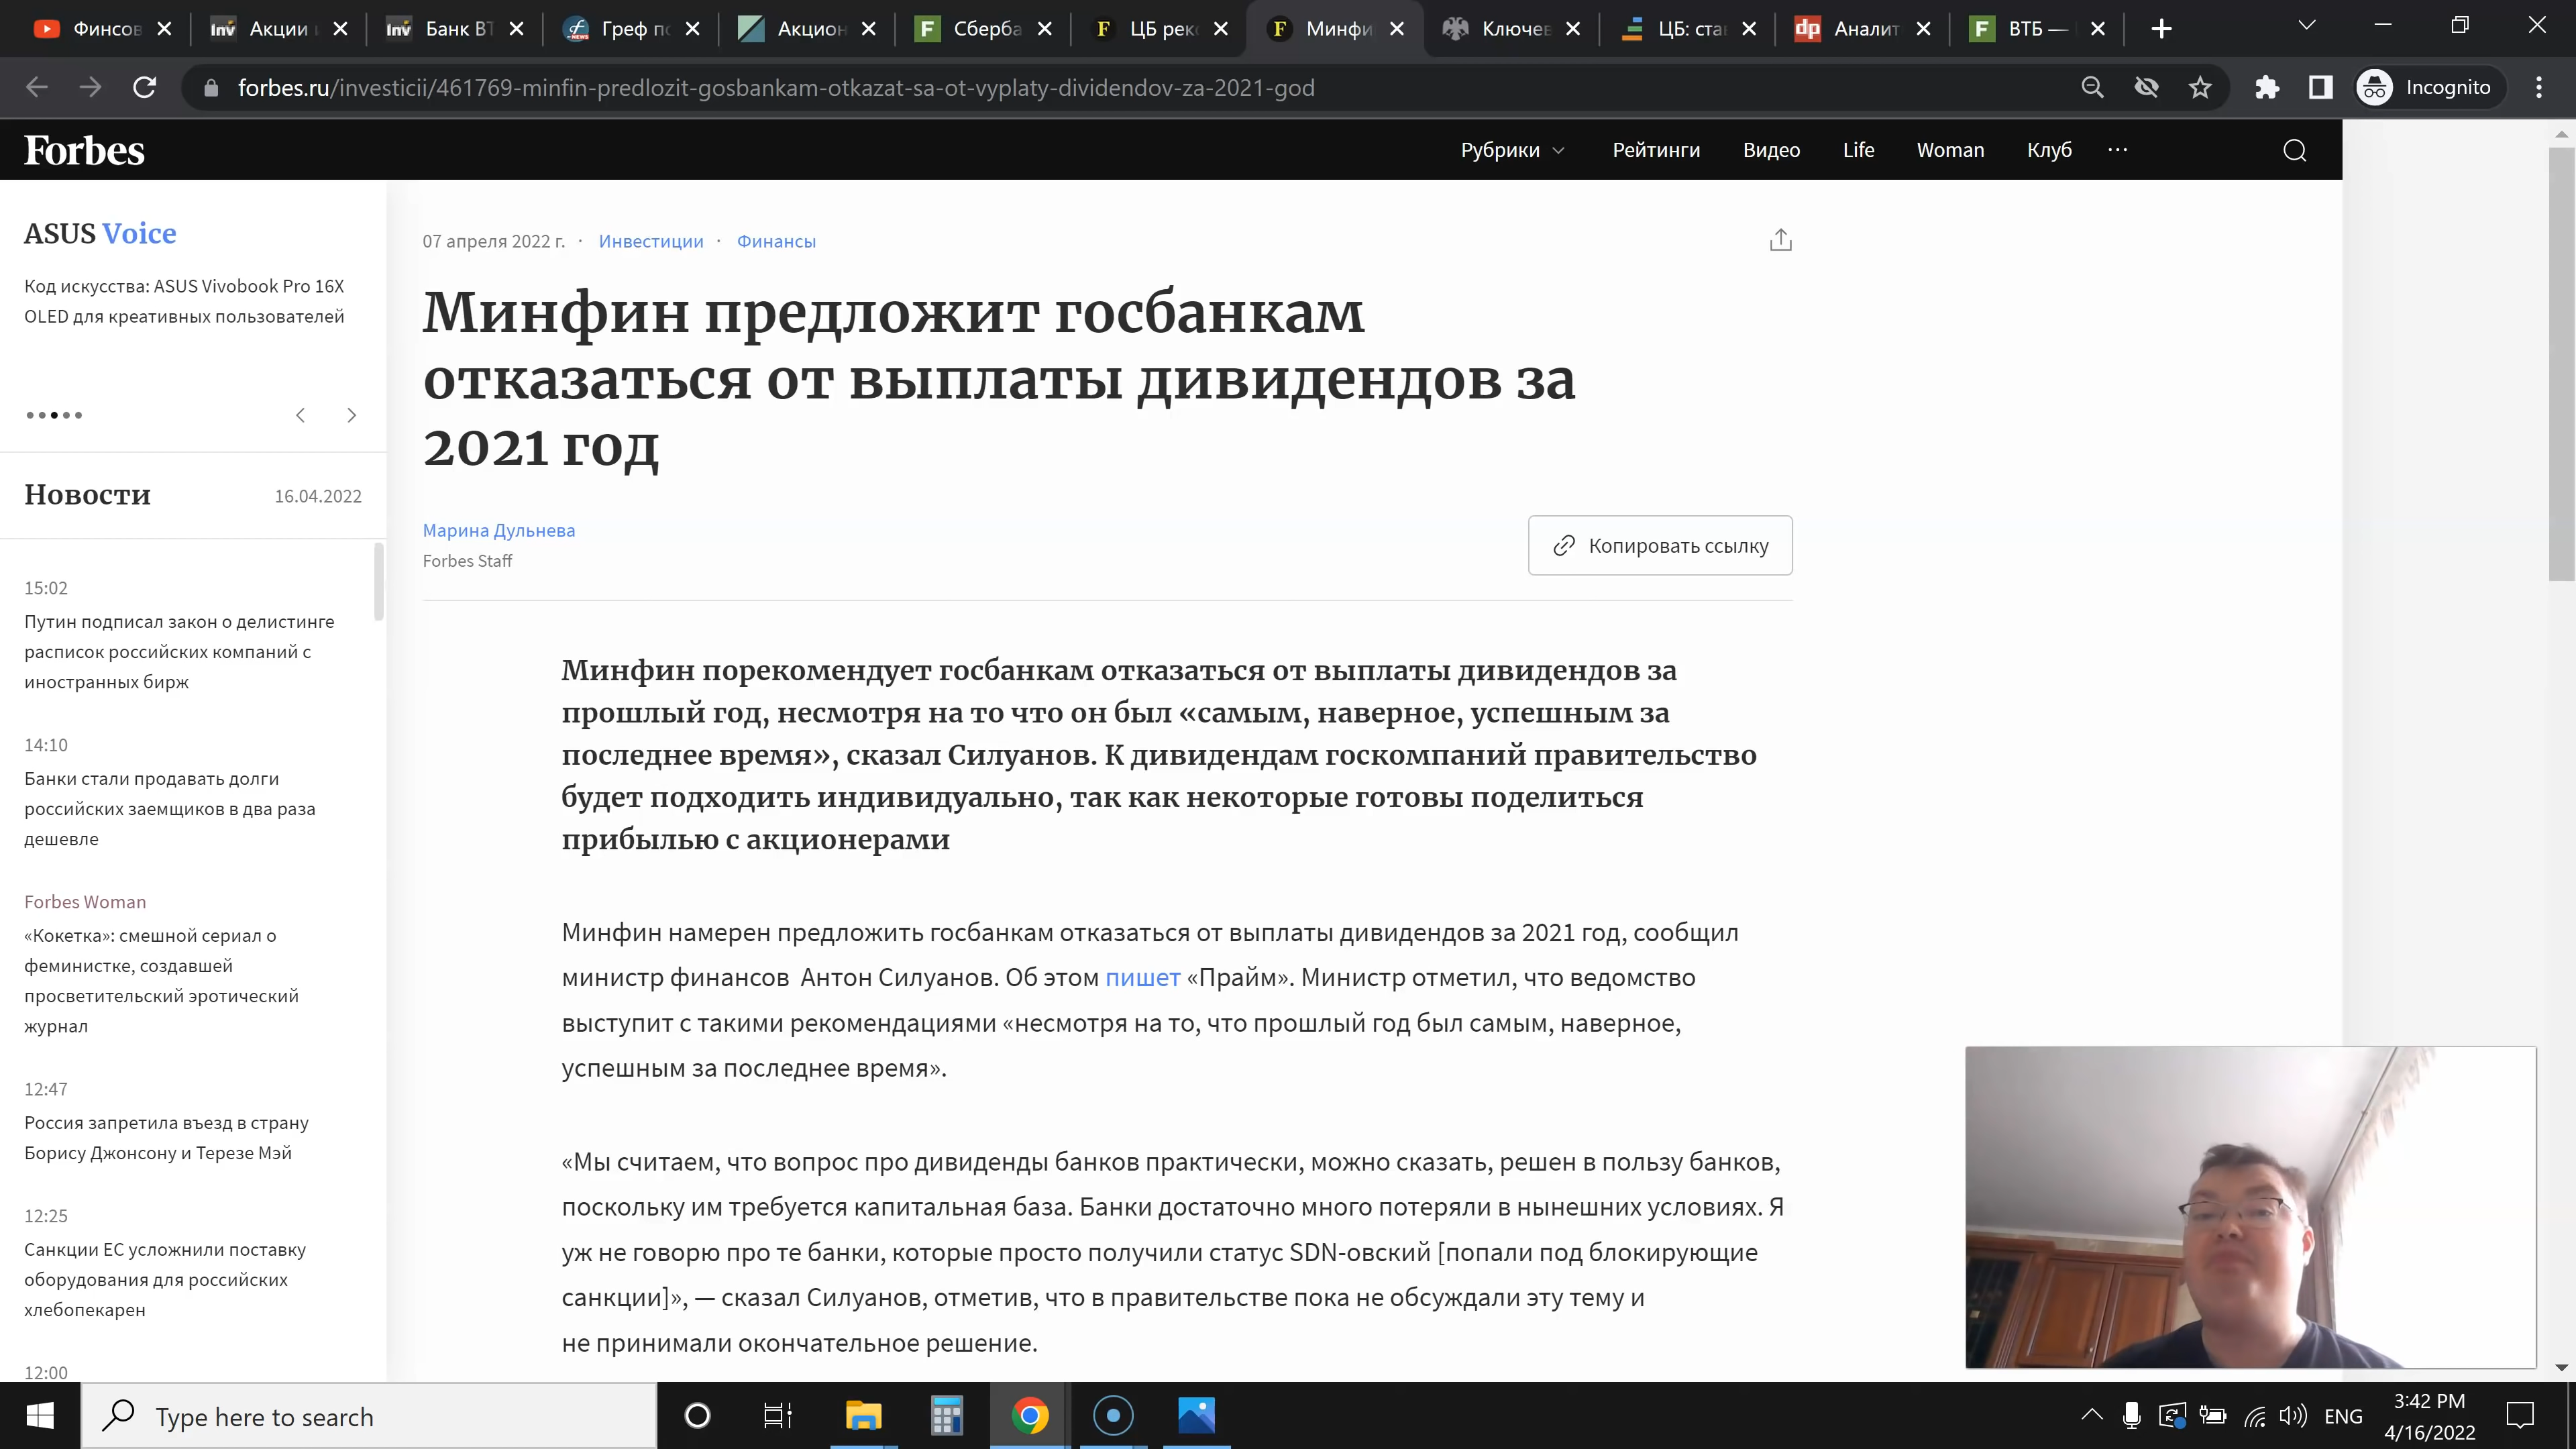 Финсов
Акции
Банк ВТ
Греф по
Акцион
Сберба
ЦБ рек
Минфи
Ключев
ЦБ: ста
Аналит
ВТБ —
forbes.ru/investicii/461769-minfin-predlozit-gosbankam-otkazat-sa-ot-vyplaty-dividendov-za-2021-god
Incognito
Forbes
Рубрики
Рейтинги
Видео
Life
Woman
Клуб
ASUS Voice
Код искусства: ASUS Vivobook Pro 16X
OLED для креативных пользователей
Новости
16.04.2022
15:02
Путин подписал закон о делистинге
расписок российских компаний с
иностранных бирж
14:10
Банки стали продавать долги
российских заемщиков в два раза
дешевле
Forbes Woman
«Кокетка»: смешной сериал о
феминистке, создавшей
просветительский эротический
журнал
12:47
Россия запретила въезд в страну
Борису Джонсону и Терезе Мэй
12:25
Санкции ЕС усложнили поставку
оборудования для российских
хлебопекарен
12:00
07 апреля 2022 г. · Инвестиции · Финансы
Минфин предложит госбанкам
отказаться от выплаты дивидендов за
2021 год
Марина Дульнева
Forbes Staff
Копировать ссылку
Минфин порекомендует госбанкам отказаться от выплаты дивидендов за
прошлый год, несмотря на то что он был «самым, наверное, успешным за
последнее время», сказал Силуанов. К дивидендам госкомпаний правительство
будет подходить индивидуально, так как некоторые готовы поделиться
прибылью с акционерами
Минфин намерен предложить госбанкам отказаться от выплаты дивидендов за 2021 год, сообщил
министр финансов Антон Силуанов. Об этом пишет «Прайм». Министр отметил, что ведомство
выступит с такими рекомендациями «несмотря на то, что прошлый год был самым, наверное,
успешным за последнее время».
«Мы считаем, что вопрос про дивиденды банков практически, можно сказать, решен в пользу банков,
поскольку им требуется капитальная база. Банки достаточно много потеряли в нынешних условиях. Я
уж не говорю про те банки, которые просто получили статус SDN-овский [попали под блокирующие
санкции]», — сказал Силуанов, отметив, что в правительстве пока не обсуждали эту тему и
не принимали окончательное решение.
Type here to search
ENG
3:42 PM
4/16/2022